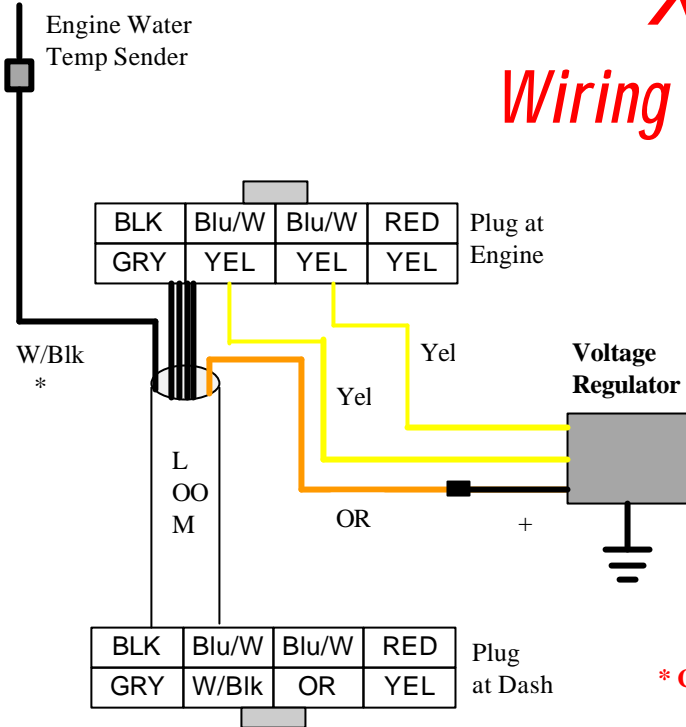 Engine Water
Temp Sender
Wiring
BLK Blu/W Blu/W RED
GRY YEL YEL YEL
Plug at
Engine
W/Blk
*
Yel
Yel
Voltage
Regulator
L
OO
M
OR
+
BLK Blu/W Blu/W RED
GRY W/Blk OR YEL
Plug
at Dash
*